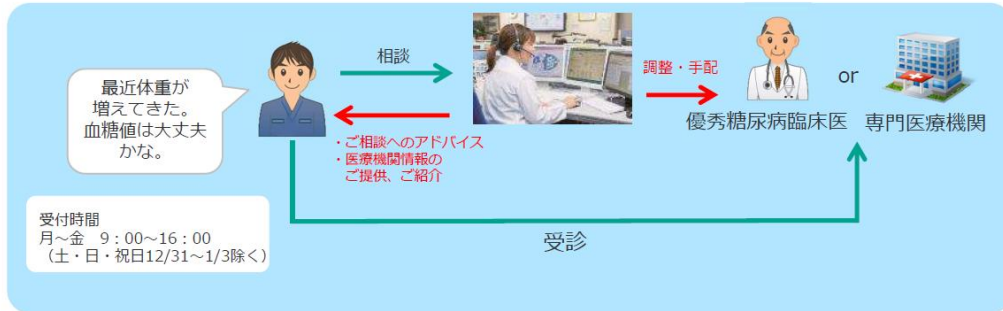 最近体重が
増えてきた。
血糖値は大丈夫
かな。
相談
・ご相談へのアドバイス
・医療機関情報の
ご提供、ご紹介
調整・手配
or
優秀糖尿病臨床医
専門医療機関
受診
受付時間
月～金　9：00～16：00
（土・日・祝日12/31～1/3除く）